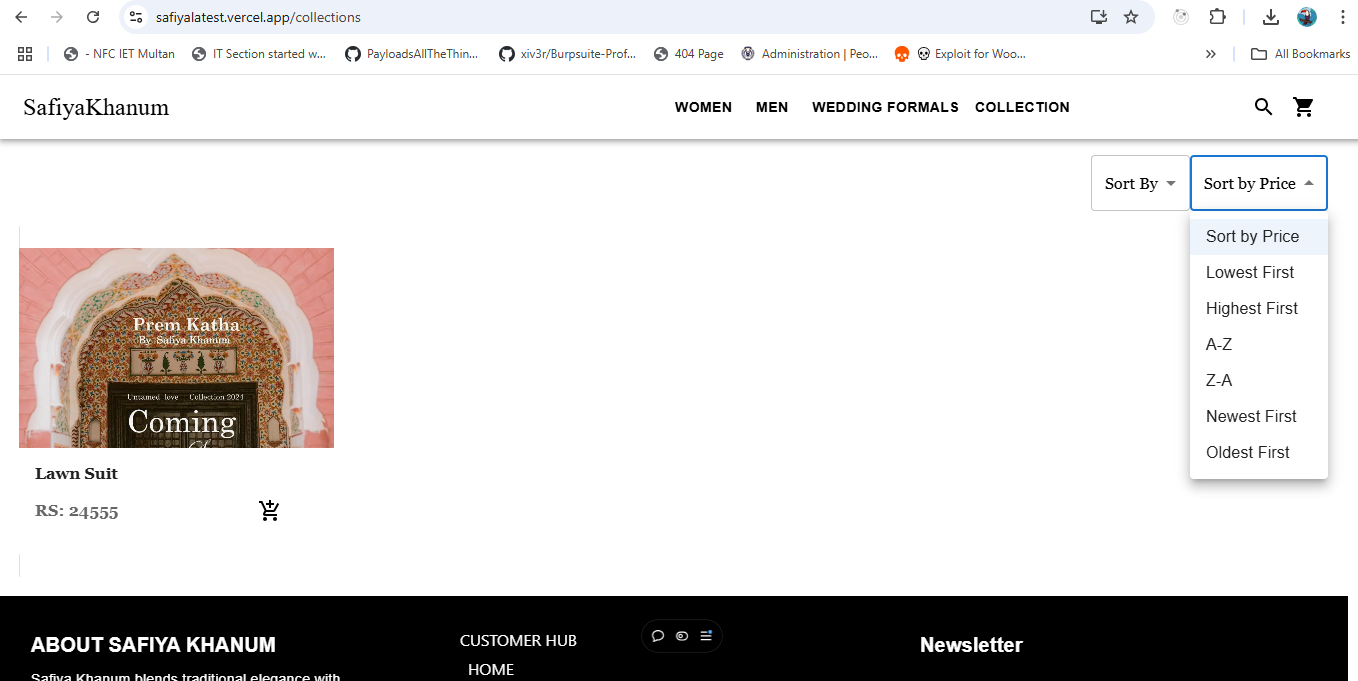 safiyalatest.vercel.app/collections
- NFC IET Multan
IT Section started w...
PayloadsAllTheThin...
xiv3r/Burpsuite-Prof...
404 Page
Administration | Peo...
Exploit for Woo...
»
All Bookmarks
SafiyaKhanum
WOMEN
MEN
WEDDING FORMALS
COLLECTION
Sort By
Sort by Price
Sort by Price
Lowest First
Highest First
A-Z
Z-A
Newest First
Oldest First
Prem Katha
By Safiya Khanum
Untamed love Collection 2024
Coming
Lawn Suit
RS: 24555
ABOUT SAFIYA KHANUM
Safiya Khanum blends traditional elegance with
CUSTOMER HUB
HOME
Newsletter